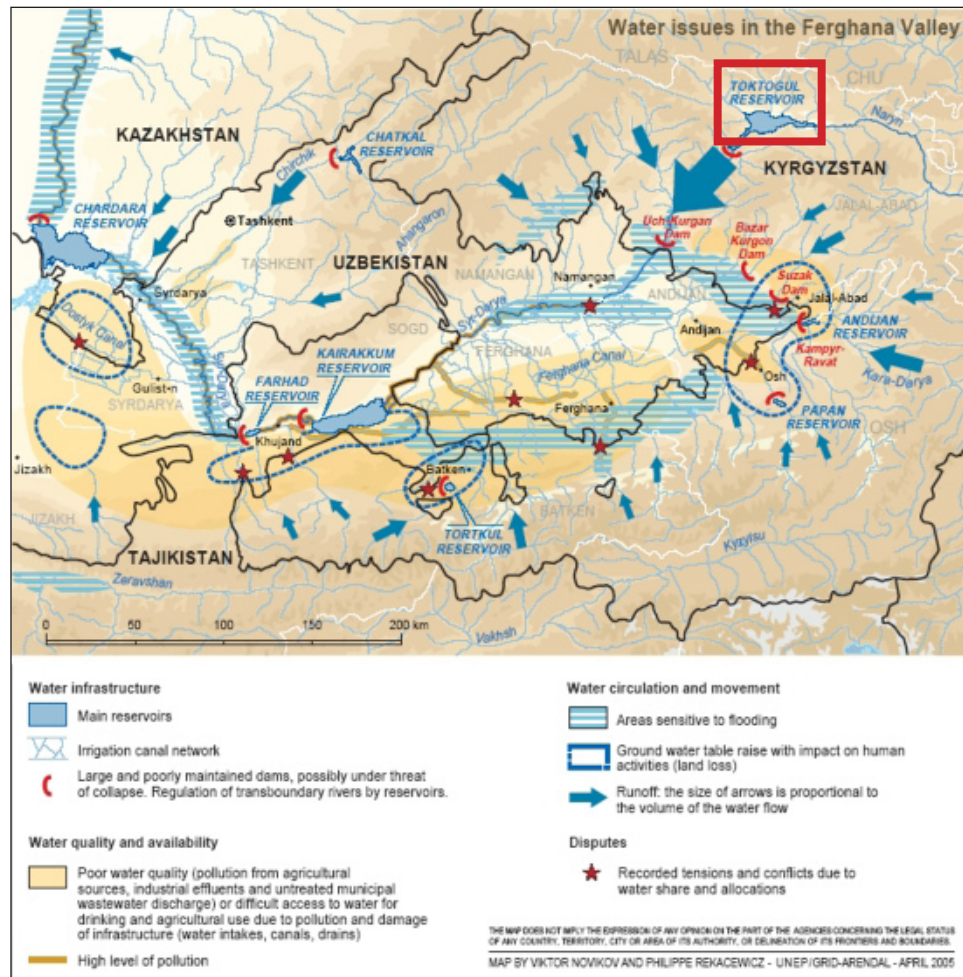 Water issues in the Ferghana Valley
TALAS
CHU
TOKTOGUL
RESERVOIR
Naryn
KAZAKHSTAN
CHATKAL
RESERVOIR
Chirchik
KYRGYZSTAN
CHARDARA
RESERVOIR
Tashkent
Ahangaron
Uch-Kurgan
Dam
Bazar
Kurgon
Dam
JALAL-ABAD
TASHKENT
UZBEKISTAN
NAMANGAN
Namangan
Suzak
Dam
Syrdarya
Syr-Darya
ANDIJAN
Jalal-Abad
Dostyk Canal
SOGD
Andijan
ANDIJAN
RESERVOIR
KAIRAKKUM
RESERVOIR
FERGHANA
Ferghana Canal
Kampyr-
Ravat
FARHAD
RESERVOIR
Osh
Kara-Darya
Gulist-n
SYRDARYA
Syrdarya
Ferghana
PAPAN
RESERVOIR
Khujand
OSH
Jizakh
Batken
JIZAKH
BATKEN
TORTKUL
RESERVOIR
TAJIKISTAN
Kyzylsu
Zeravshan
Vakhsh
0 50 100 150 200 km
Water infrastructure
Main reservoirs
Irrigation canal network
Large and poorly maintained dams, possibly under threat
of collapse. Regulation of transboundary rivers by reservoirs.
Water quality and availability
Poor water quality (pollution from agricultural
sources, industrial effluents and untreated municipal
wastewater discharge) or difficult access to water for
drinking and agricultural use due to pollution and damage
of infrastructure (water intakes, canals, drains)
High level of pollution
Water circulation and movement
Areas sensitive to flooding
Ground water table raise with impact on human
activities (land loss)
Runoff: the size of arrows is proportional to
the volume of the water flow
Disputes
Recorded tensions and conflicts due to
water share and allocations
THE MAP DOES NOT IMPLY THE EXPRESSION OF ANY OPINION ON THE PART OF THE AGENCIES CONCERNING THE LEGAL STATUS
OF ANY COUNTRY, TERRITORY, CITY OR AREA OF ITS AUTHORITY, OR DELINEATION OF ITS FRONTIERS AND BOUNDARIES.
MAP BY VIKTOR NOVIKOV AND PHILIPPE REKACEWICZ - UNEP/GRID-ARENDAL - APRIL 2005